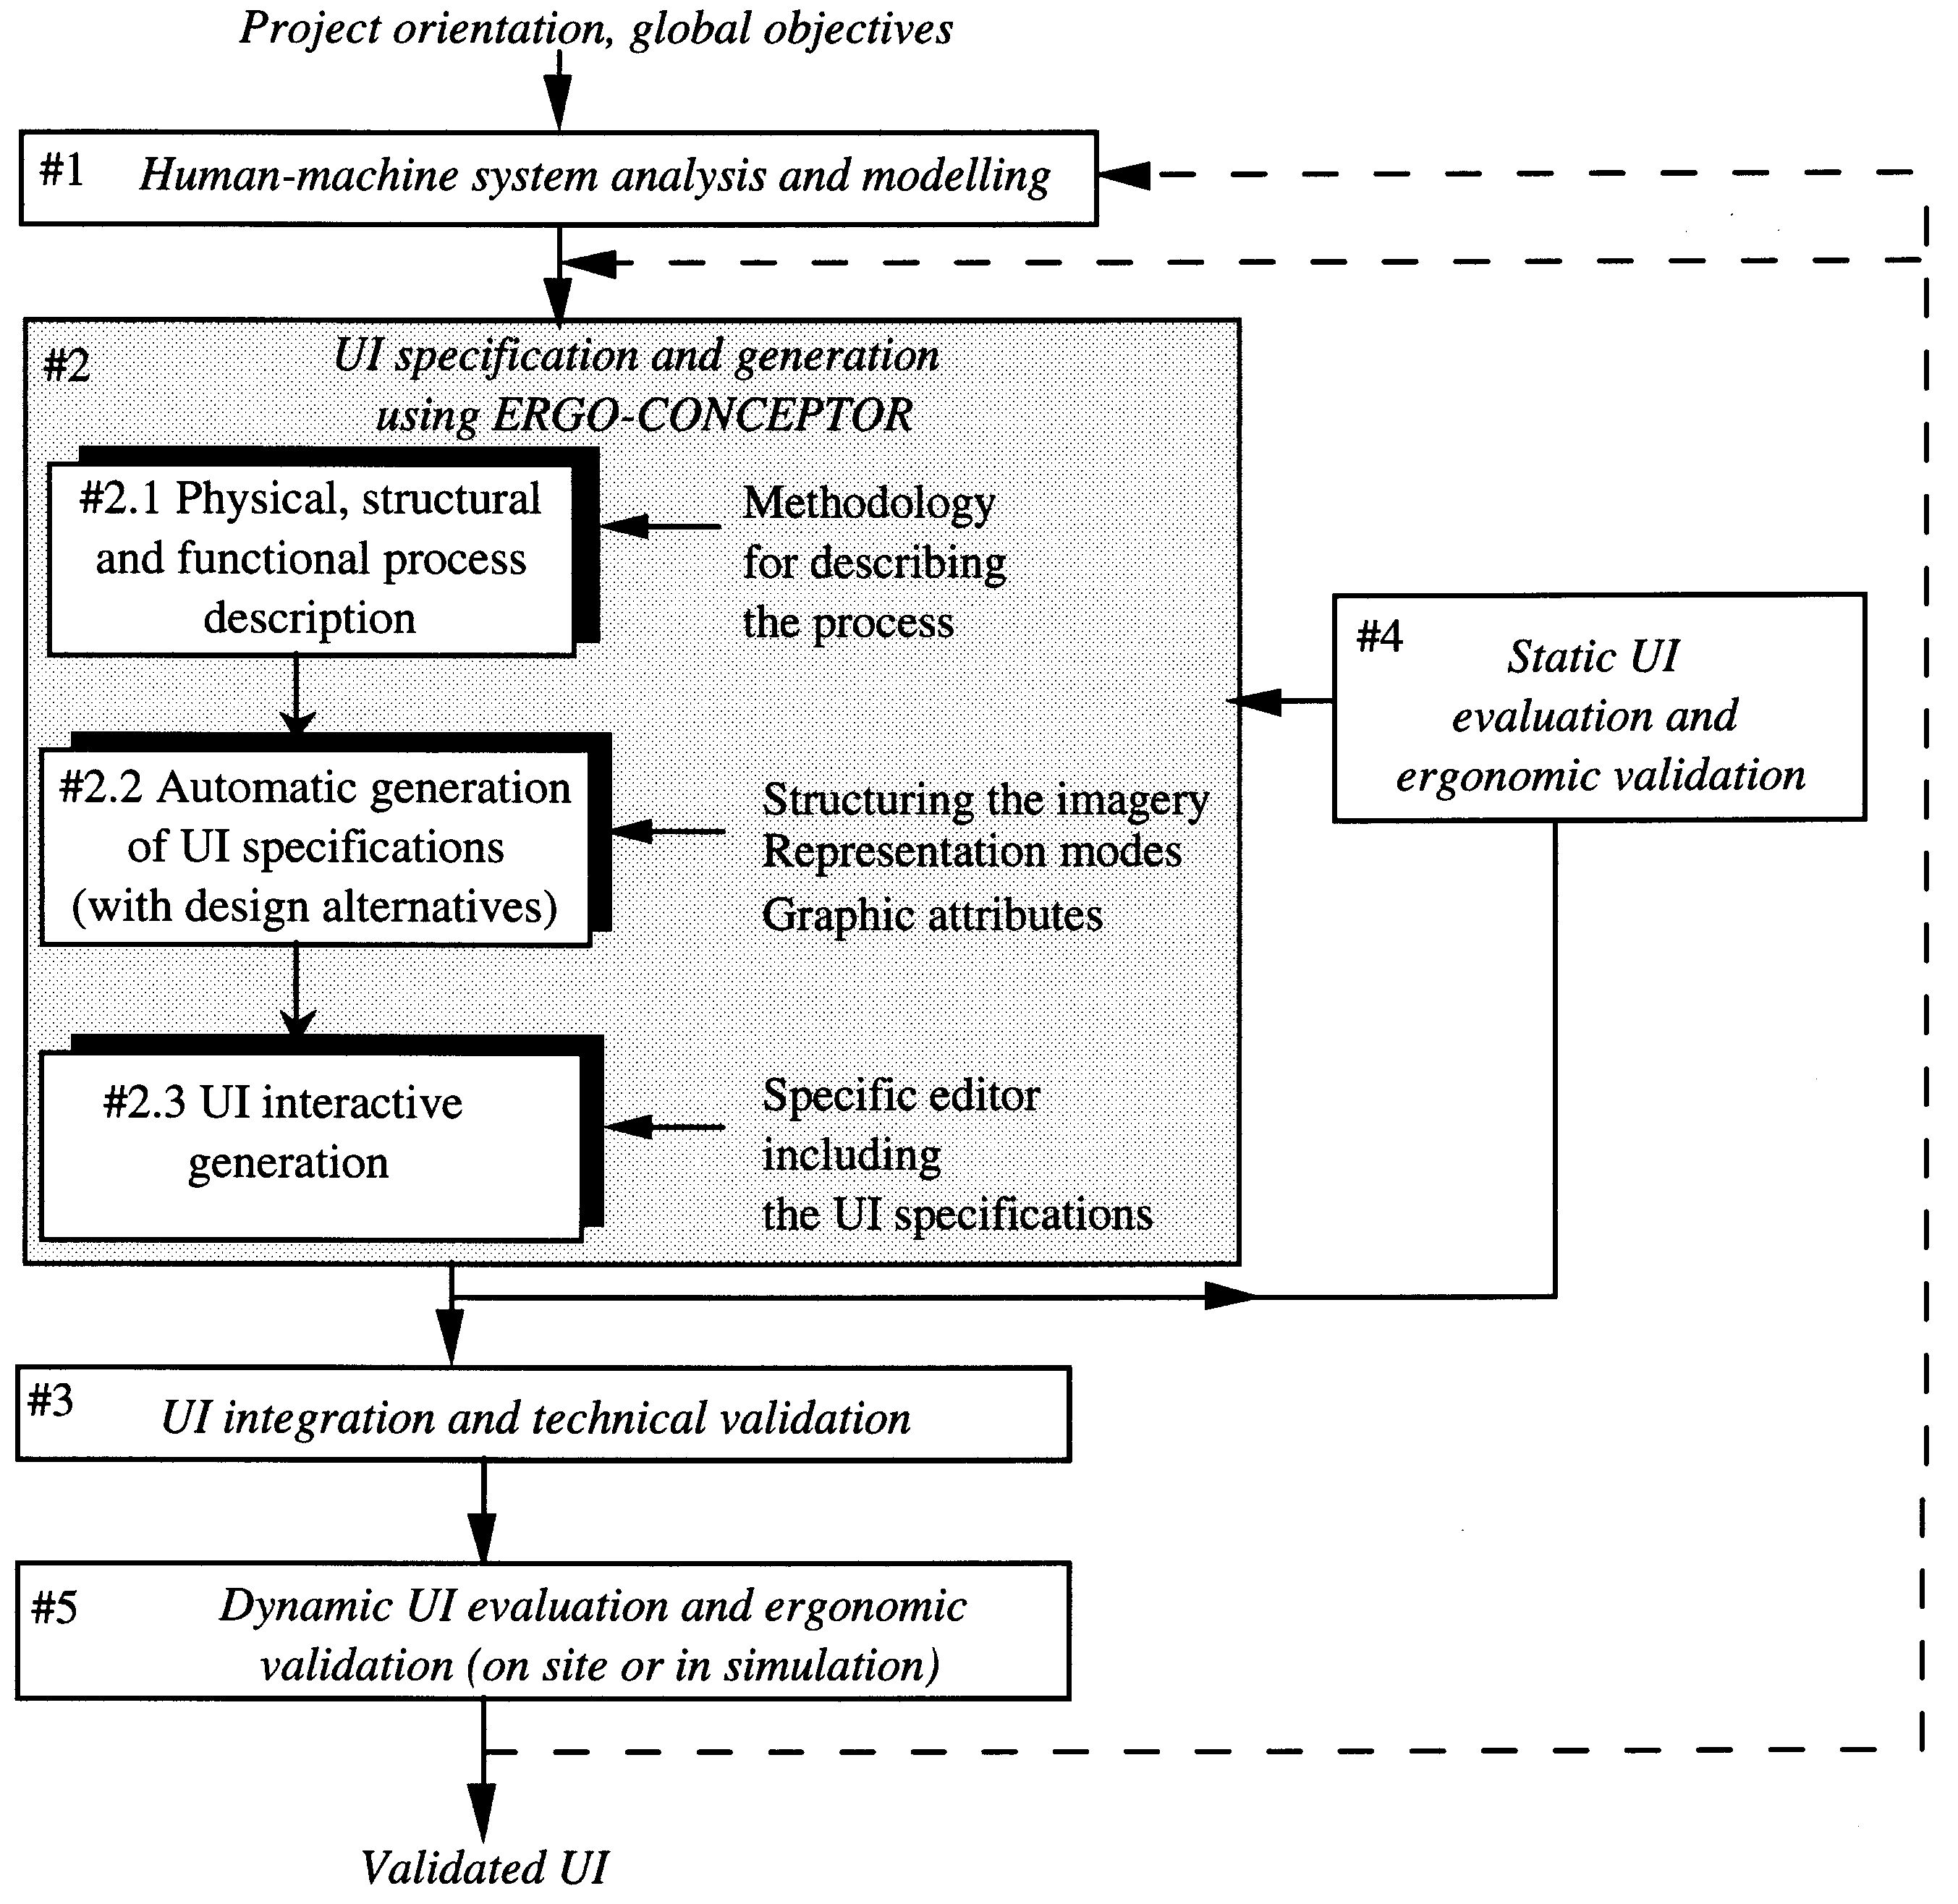 Project orientation, global objectives
#1 Human-machine system analysis and modelling
#2 UI specification and generation
using ERGO-CONCEPTOR
#2.1 Physical, structural
and functional process
description
Methodology
for describing
the process
#2.2 Automatic generation
of UI specifications
(with design alternatives)
Structuring the imagery
Representation modes
Graphic attributes
#2.3 UI interactive
generation
Specific editor
including
the UI specifications
#4 Static UI
evaluation and
ergonomic validation
#3 UI integration and technical validation
#5 Dynamic UI evaluation and ergonomic
validation (on site or in simulation)
Validated UI